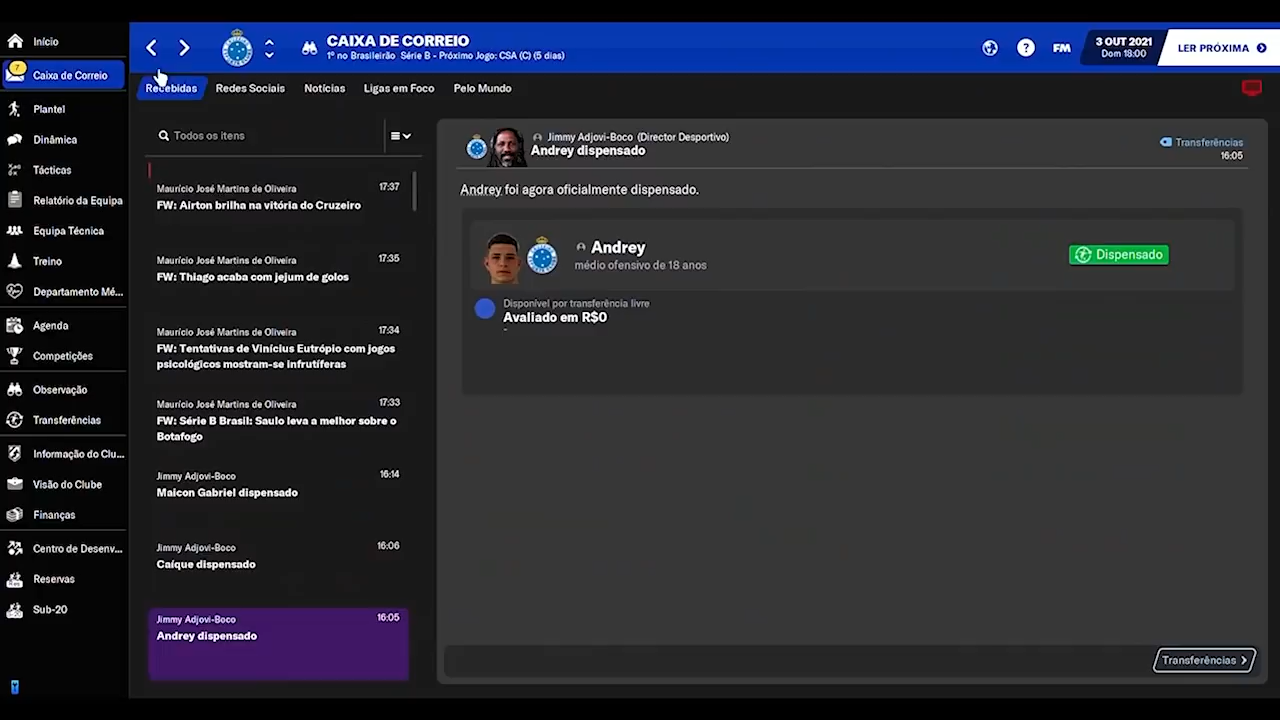 Início
7
Caixa de Correio
Plantel
Dinâmica
Tácticas
Relatório da Equipa
Equipa Técnica
Treino
Departamento Mé...
Agenda
Competições
Observação
Transferências
Informação do Clu...
Visão do Clube
Finanças
Centro de Desenv...
Reservas
Sub-20
CAIXA DE CORREIO
1º no Brasileirão Série B - Próximo Jogo: CSA (C) (5 dias)
?
FM
3 OUT 2021
Dom 18:00
LER PRÓXIMA
Recebidas
Redes Sociais
Notícias
Ligas em Foco
Pelo Mundo
Todos os itens
Maurício José Martins de Oliveira 17:37
FW: Airton brilha na vitória do Cruzeiro
Maurício José Martins de Oliveira 17:35
FW: Thiago acaba com jejum de golos
Maurício José Martins de Oliveira 17:34
FW: Tentativas de Vinícius Eutrópio com jogos
psicológicos mostram-se infrutíferas
Maurício José Martins de Oliveira 17:33
FW: Série B Brasil: Saulo leva a melhor sobre o
Botafogo
Jimmy Adjovi-Boco 16:14
Maicon Gabriel dispensado
Jimmy Adjovi-Boco 16:06
Caíque dispensado
Jimmy Adjovi-Boco 16:05
Andrey dispensado
Jimmy Adjovi-Boco (Director Desportivo)
Andrey dispensado
Transferências
16:05
Andrey foi agora oficialmente dispensado.
Andrey
médio ofensivo de 18 anos
Dispensado
Disponível por transferência livre
Avaliado em R$0
-
Transferências